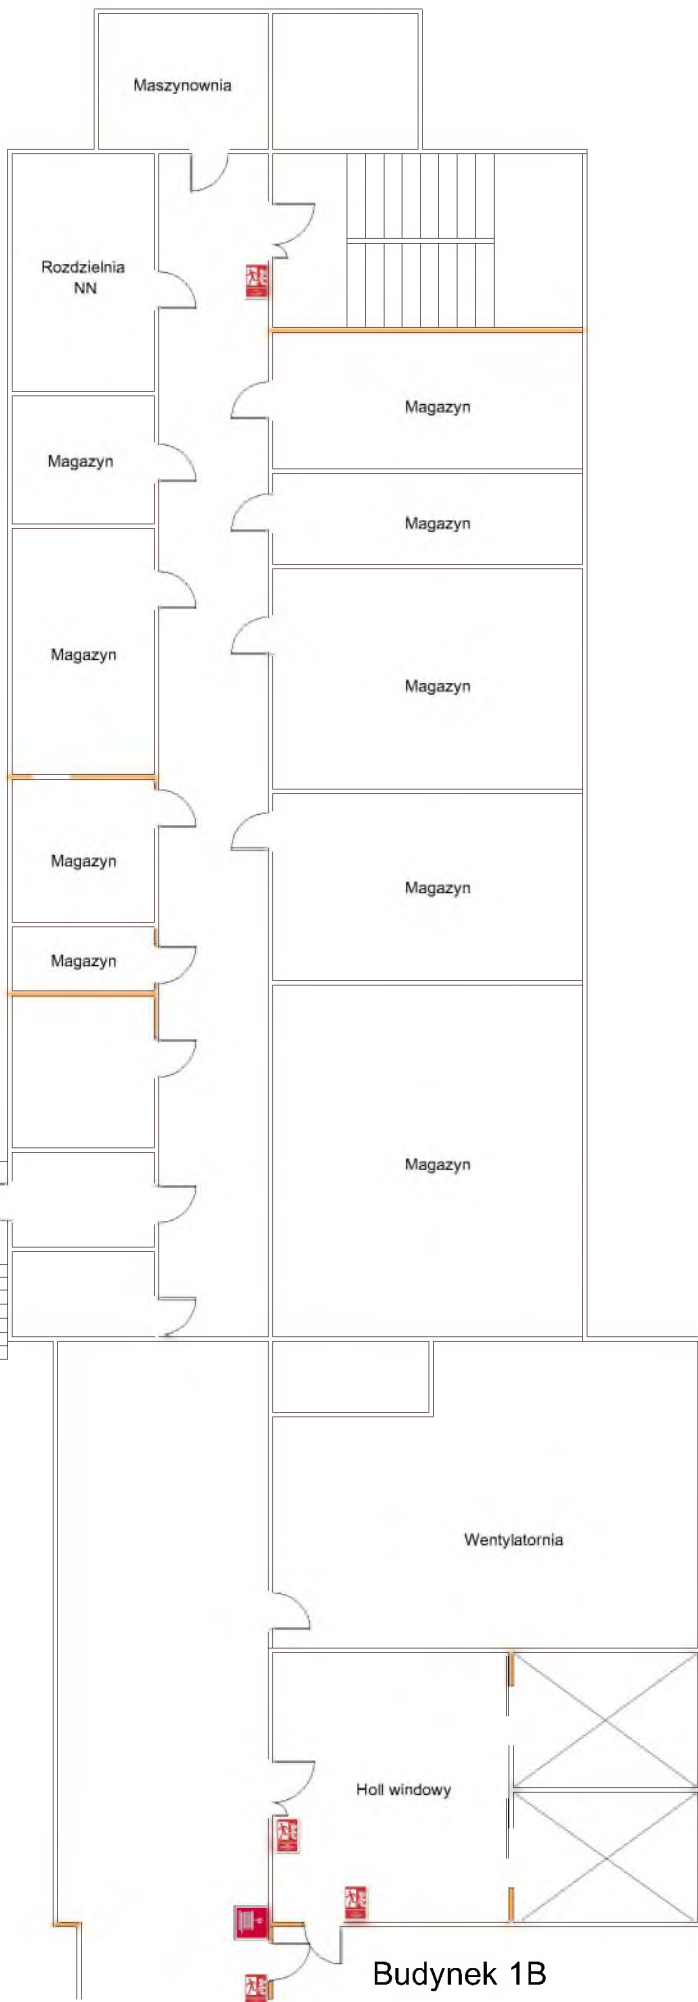 Maszynownia
Rozdzielnia
NN
Magazyn
Magazyn
Magazyn
Magazyn
Magazyn
Magazyn
Magazyn
Magazyn
Magazyn
Magazyn
Wentylatornia
Holl windowy
Budynek 1B